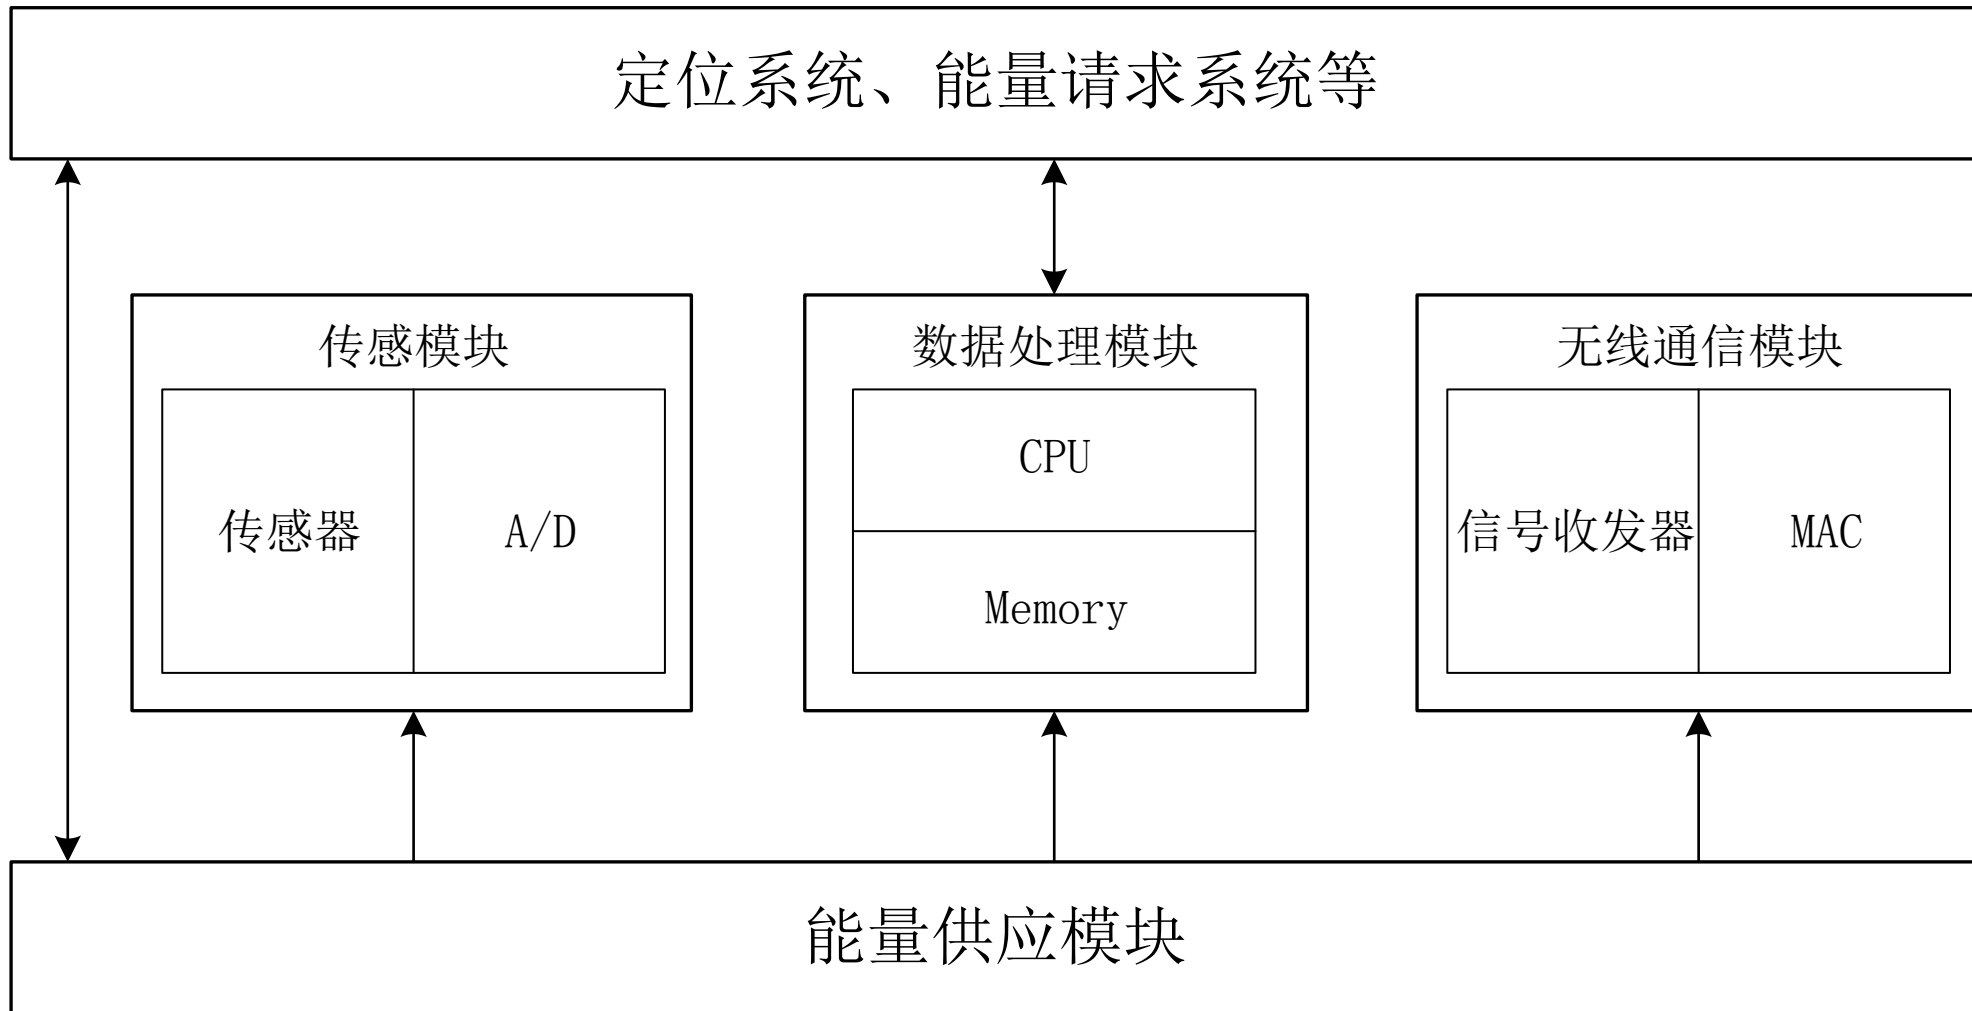 定位系统、能量请求系统等
传感模块
数据处理模块
无线通信模块
传感器
A/D
CPU
Memory
信号收发器
MAC
能量供应模块